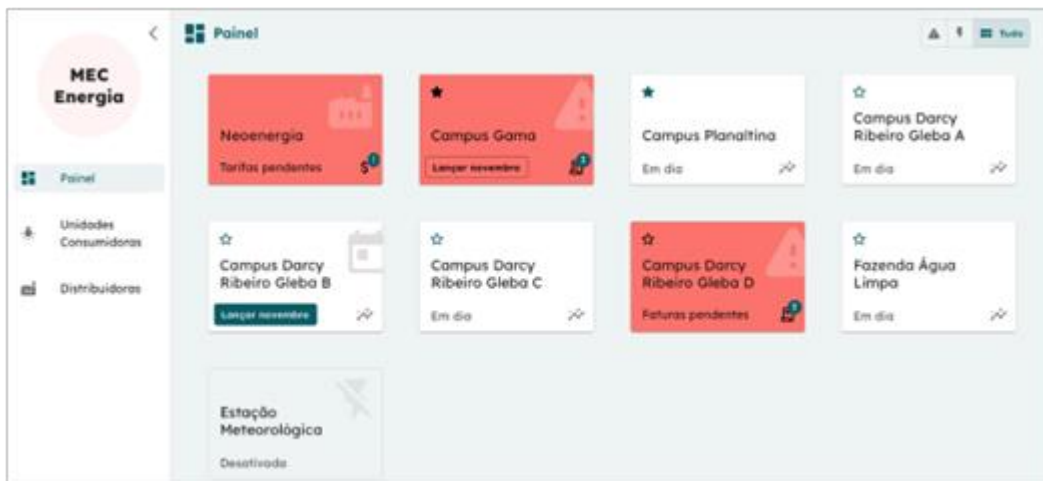 MEC
Energia
Painel
Unidades
Consumidoras
Distribuidoras
Painel
Tudo
Neoenergia
Tarifas pendentes
Campus Gama
Lançar novembro
Campus Planaltina
Em dia
Campus Darcy
Ribeiro Gleba A
Em dia
Campus Darcy
Ribeiro Gleba B
Lançar novembro
Campus Darcy
Ribeiro Gleba C
Em dia
Campus Darcy
Ribeiro Gleba D
Faturas pendentes
Fazenda Água
Limpa
Em dia
Estação
Meteorológica
Desativada